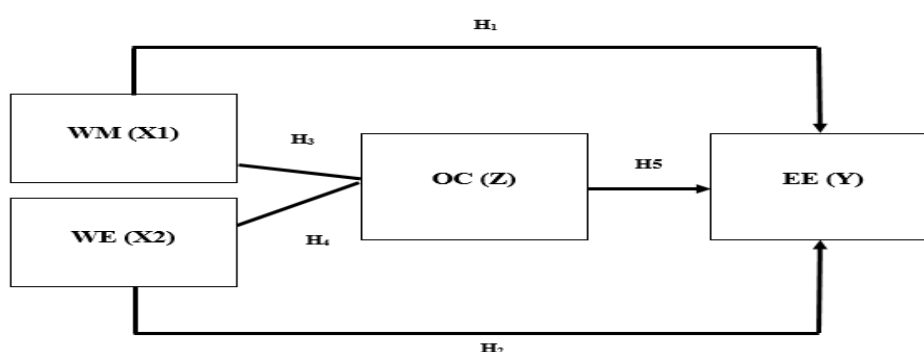 H₁
WM (X1)
H₃
OC (Z)
H5
EE (Y)
WE (X2)
H₄
H₂